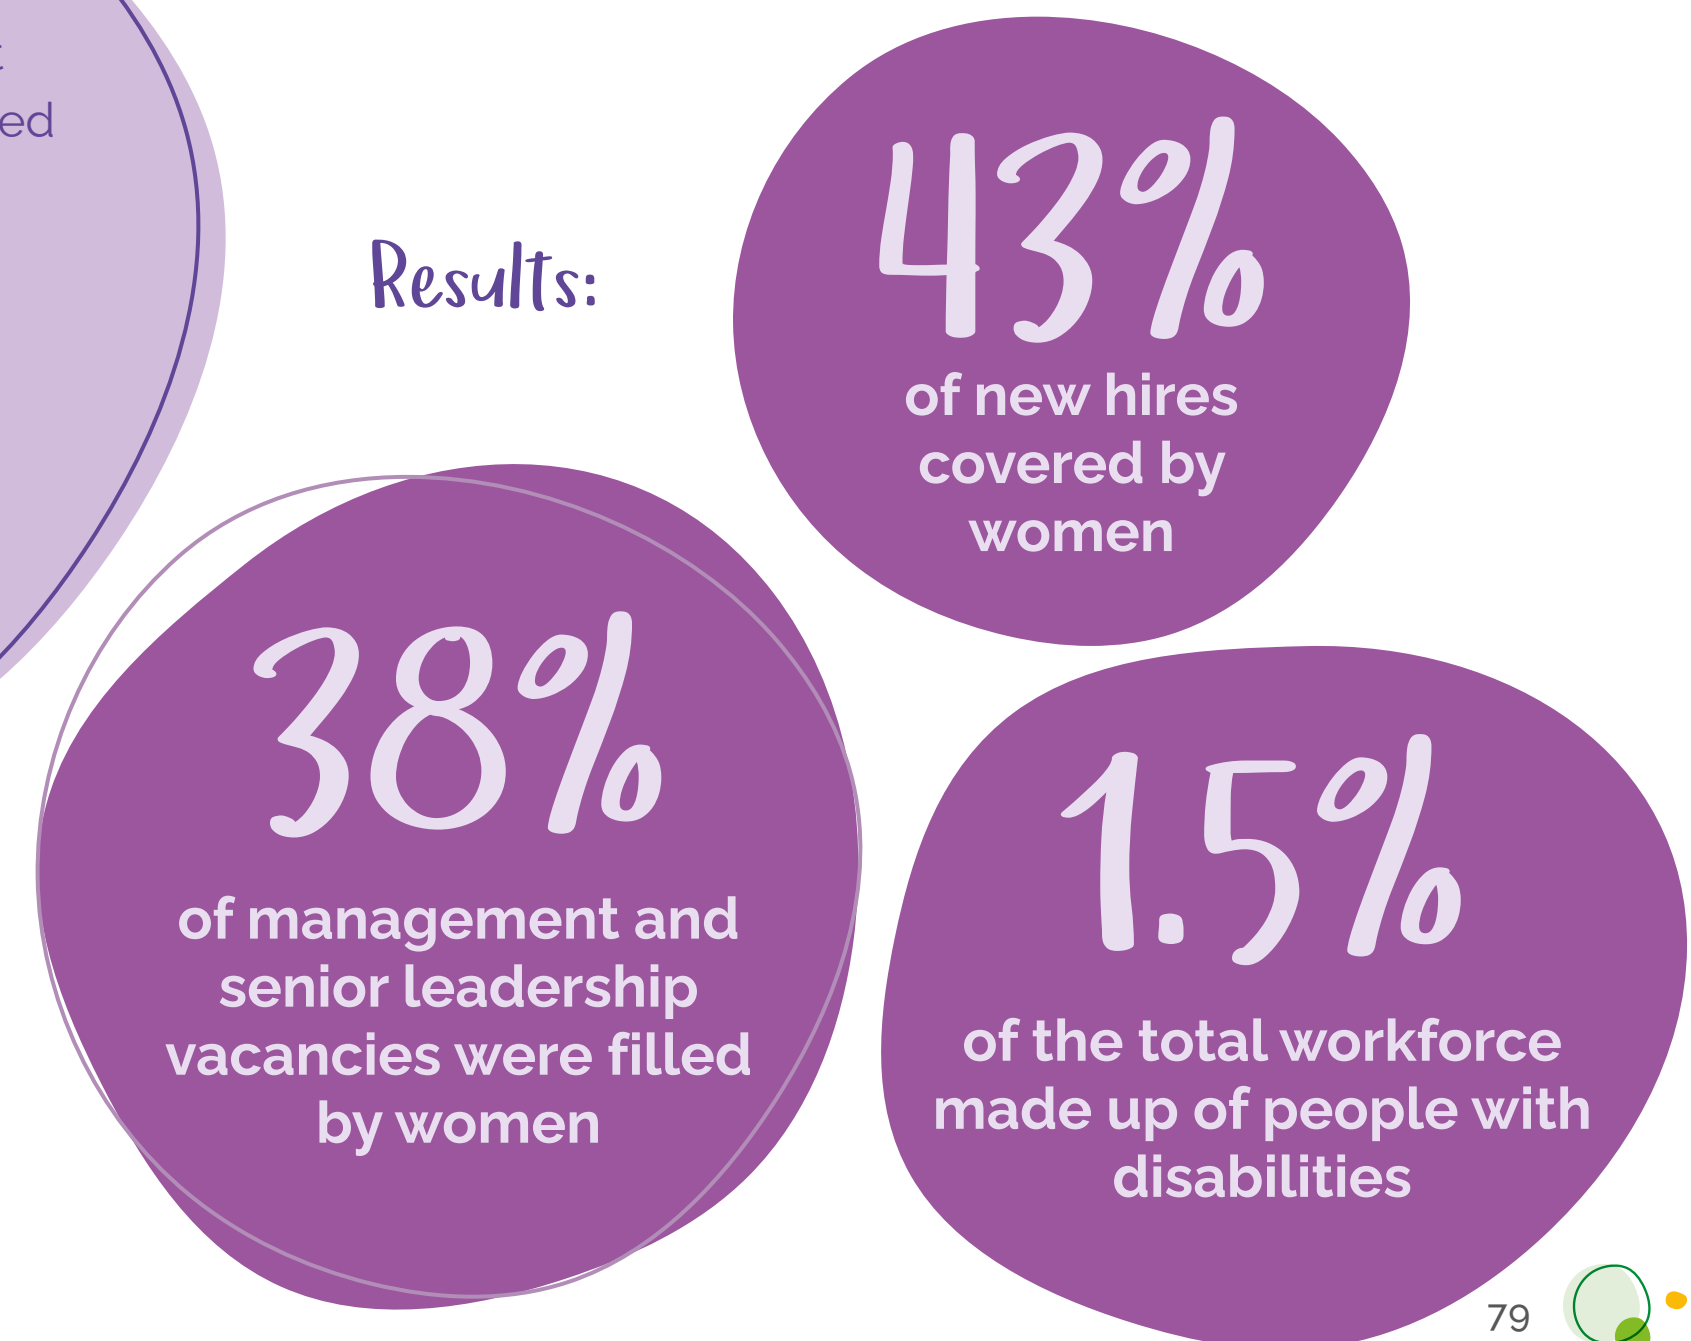 ed
Results:
43%
of new hires
covered by
women
38%
of management and
senior leadership
vacancies were filled
by women
1.5%
of the total workforce
made up of people with
disabilities
79